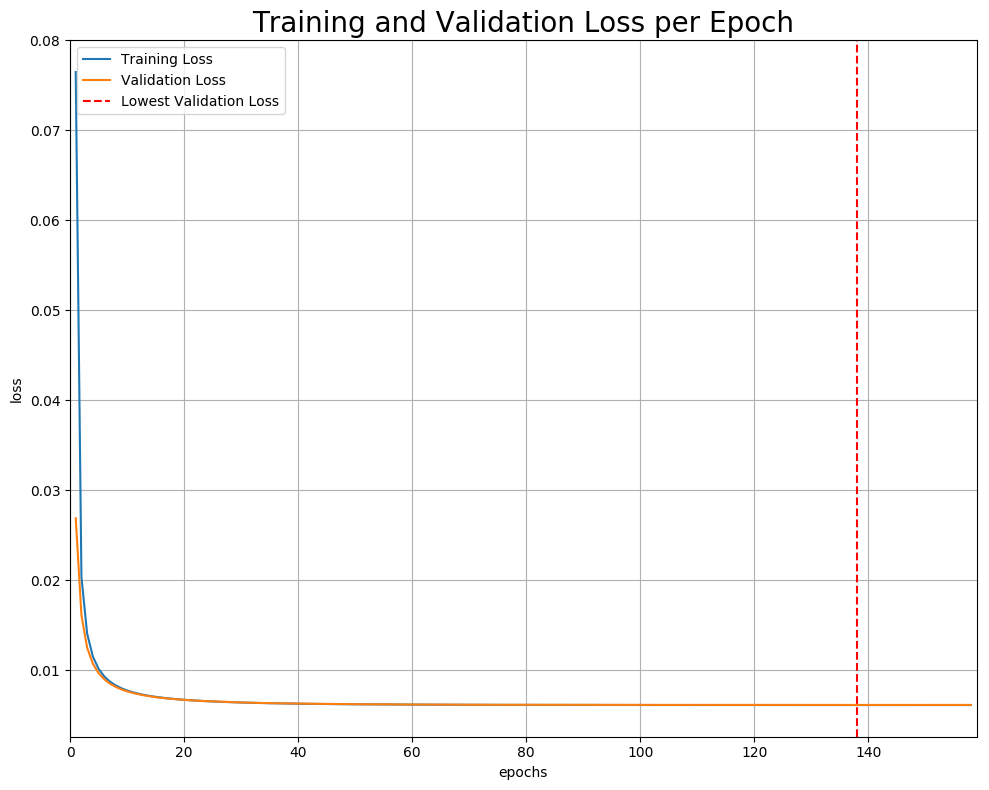 Training and Validation Loss per Epoch
Training Loss
Validation Loss
Lowest Validation Loss
0.08
0.07
0.06
0.05
0.04
0.03
0.02
0.01
loss
0 20 40 60 80 100 120 140
epochs